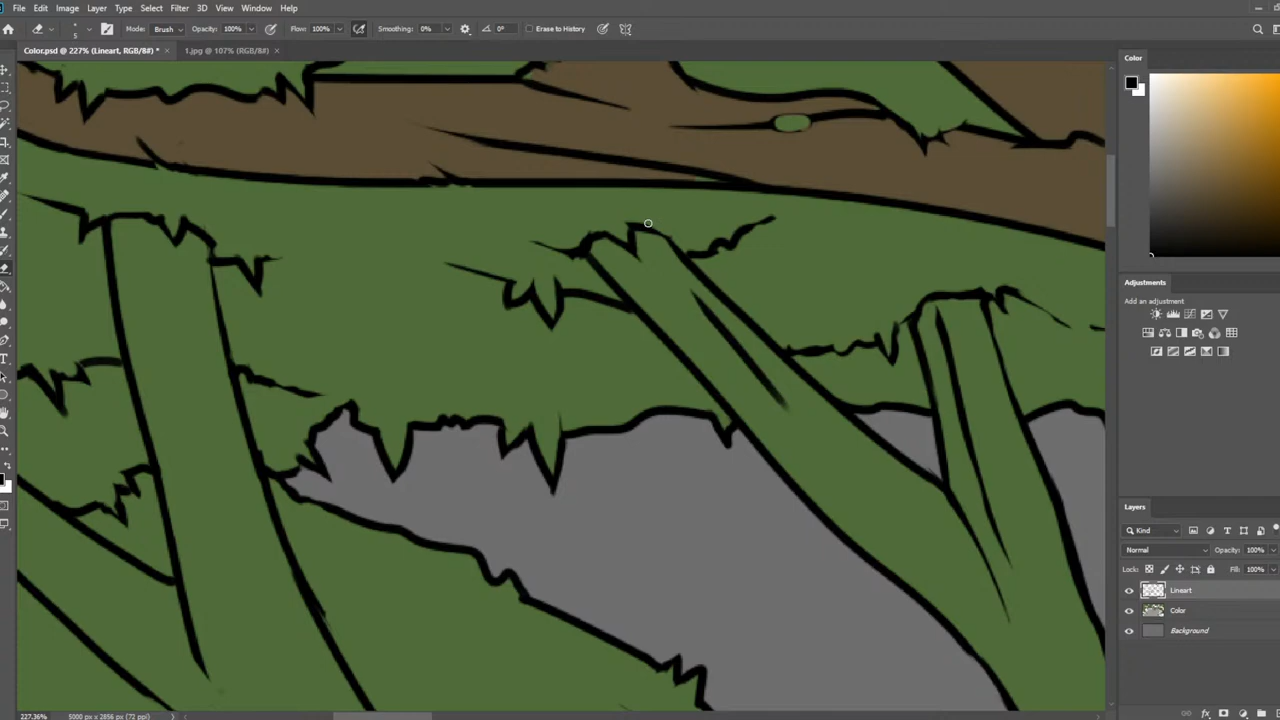 File Edit Image Layer Type Select Filter 3D View Window Help
5 Mode: Brush Opacity: 100% Flow: 100% Smoothing: 0% 0° Erase to History
Color.psd @ 227% (Lineart, RGB/8#) * × 1.jpg @ 107% (RGB/8#) ×
Color
Adjustments
Add an adjustment
Layers
Kind
Normal Opacity: 100%
Lock: Fill: 100%
Lineart
Color
Background
227.36% 5000 px x 2856 px (72 ppi)